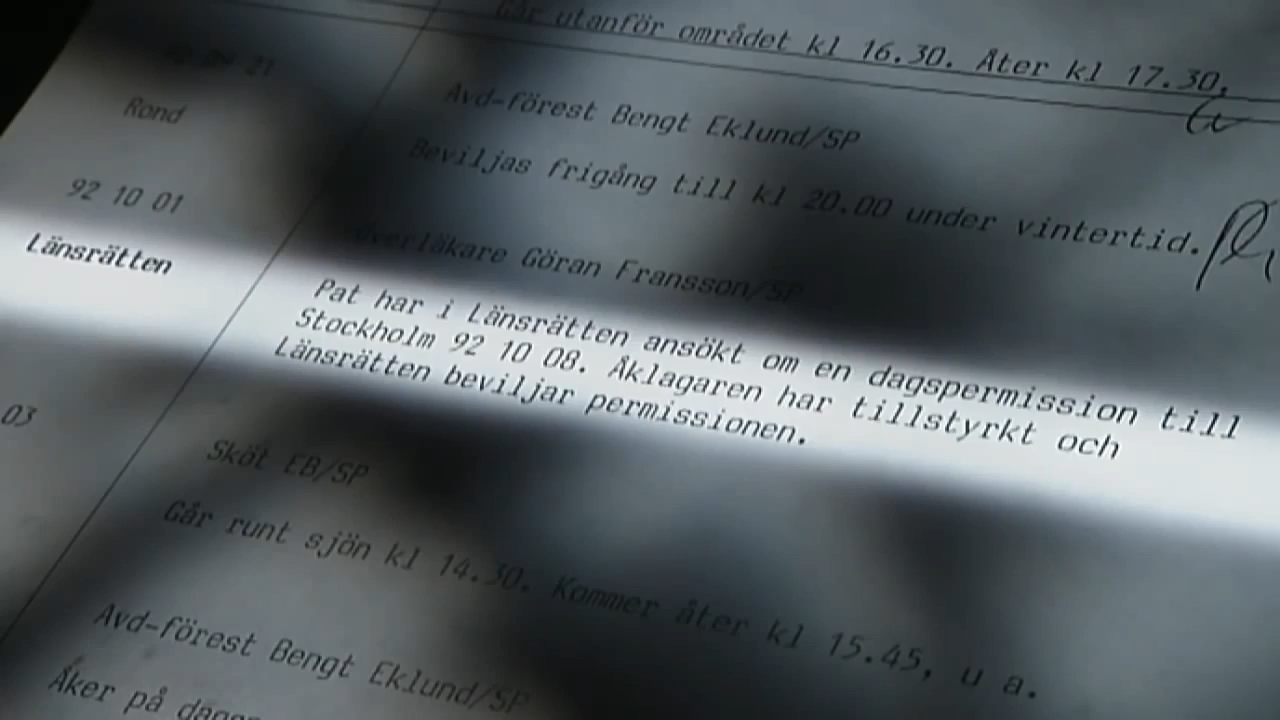 Går utanför området kl 16.30. Åter kl 17.30.
Avd-förest Bengt Eklund/SP
Rond
Beviljas frigång till kl 20.00 under vintertid.
92 10 01
Överläkare Göran Fransson/SP
Länsrätten
Pat har i Länsrätten ansökt om en dagspermission till
Stockholm 92 10 08. Åklagaren har tillstyrkt och
Länsrätten beviljar permissionen.
03
Sköt EB/SP
Går runt sjön kl 14.30. Kommer åter kl 15.45, u a.
Avd-förest Bengt Eklund/SP
Åker på